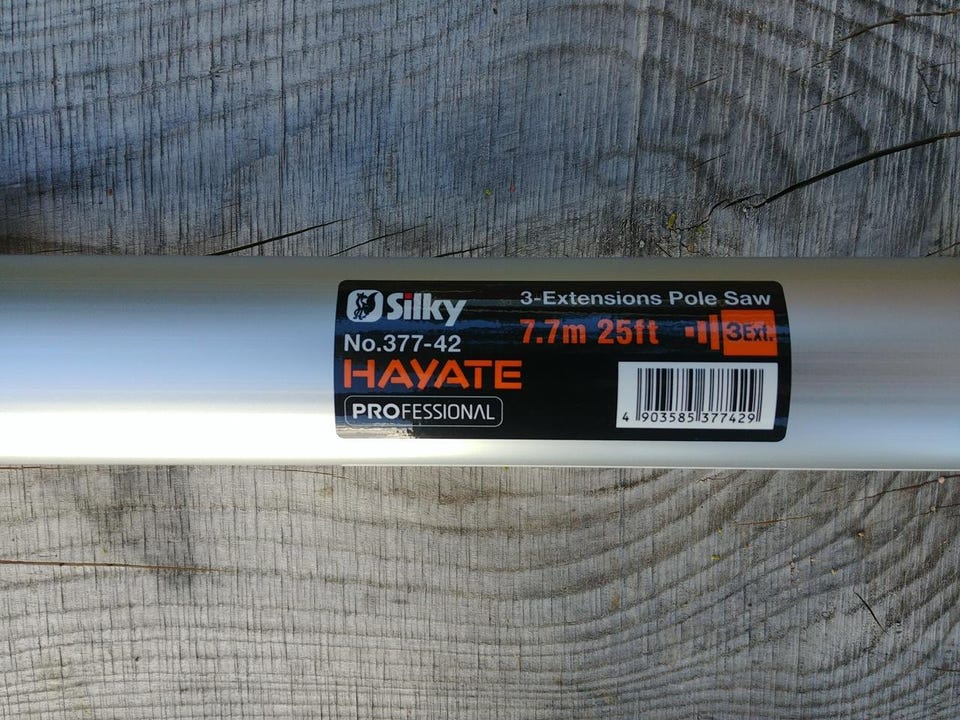 Silky
3-Extensions Pole Saw
No.377-42
7.7m 25ft
3Ext.
HAYATE
PROFESSIONAL
4 903585 377429